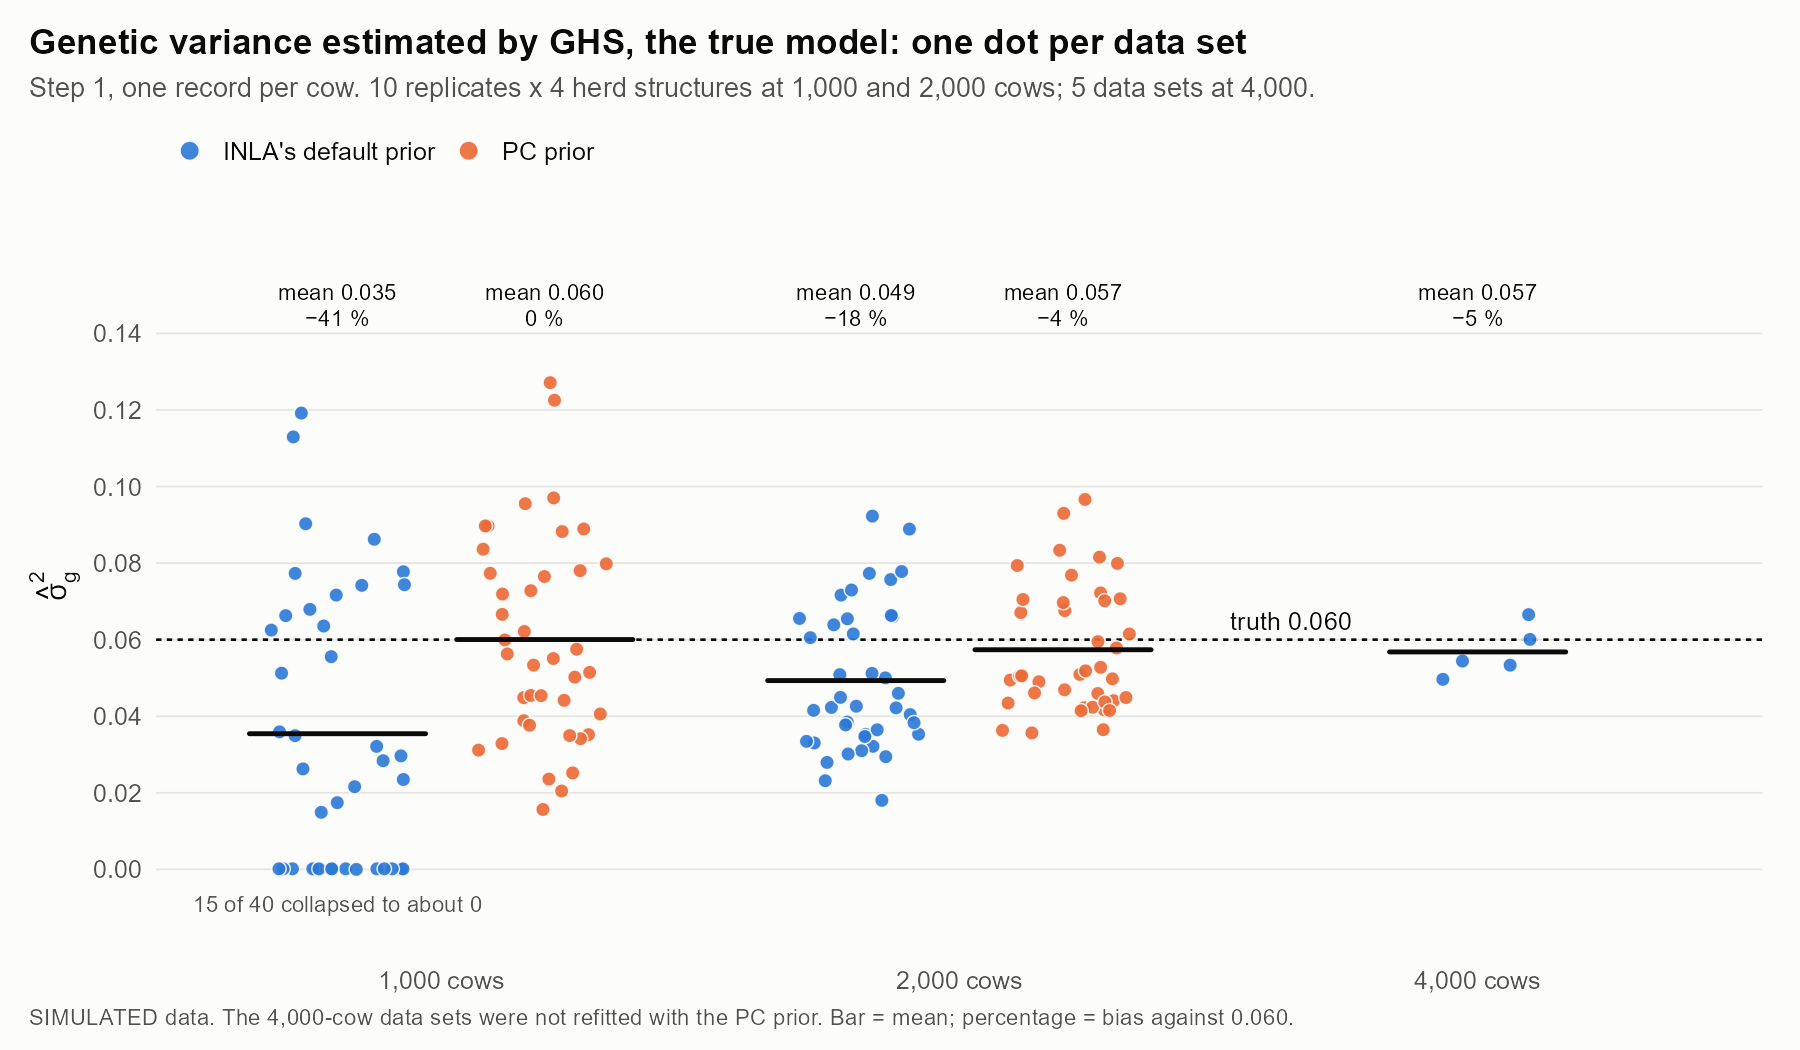 Genetic variance estimated by GHS, the true model: one dot per data set
Step 1, one record per cow. 10 replicates x 4 herd structures at 1,000 and 2,000 cows; 5 data sets at 4,000.
INLA's default prior PC prior
mean 0.035 mean 0.060 mean 0.049 mean 0.057 mean 0.057
−41 % 0 % −18 % −4 % −5 %
0.14
0.12
0.10
0.08
σ̂²g
truth 0.060
0.06
0.04
0.02
0.00
15 of 40 collapsed to about 0
1,000 cows 2,000 cows 4,000 cows
SIMULATED data. The 4,000-cow data sets were not refitted with the PC prior. Bar = mean; percentage = bias against 0.060.